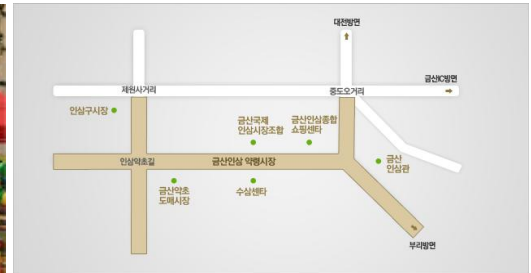 대전방면
금산IC방면
제원사거리
중도오거리
인삼구시장
금산국제
인삼시장조합
금산인삼종합
쇼핑센타
인삼약초길
금산인삼 약령시장
금산
인삼관
금산약초
도매시장
수삼센타
부리방면